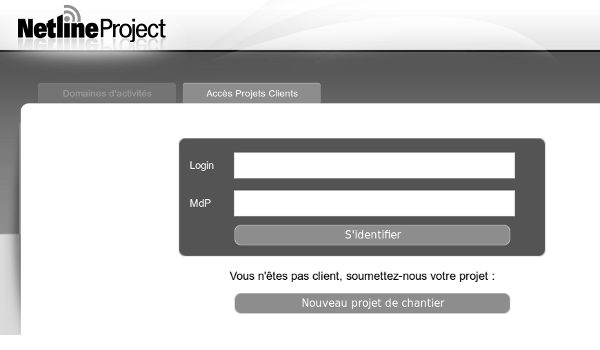 NetlineProject
Domaines d'activités
Accès Projets Clients
Login
MdP
S'identifier
Vous n'êtes pas client, soumettez-nous votre projet :
Nouveau projet de chantier